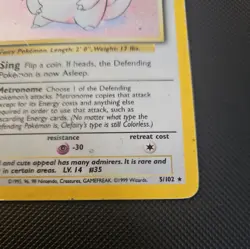 Fairy Pokémon. Length: 2' 0", Weight: 17 lbs.
Sing Flip a coin. If heads, the Defending
Pokémon is now Asleep.
Metronome Choose 1 of the Defending
Pokémon's attacks. Metronome copies that attack
except for its Energy costs and anything else
required in order to use that attack, such as
discarding Energy cards. (No matter what type the
Defending Pokémon is, Clefairy's type is still Colorless.)
resistance retreat cost
-30
and cute appeal has many admirers. It is rare and
in certain areas. LV. 14 #35
©1995, 96, 98 Nintendo, Creatures, GAMEFREAK. ©1999 Wizards. 5/102 ★